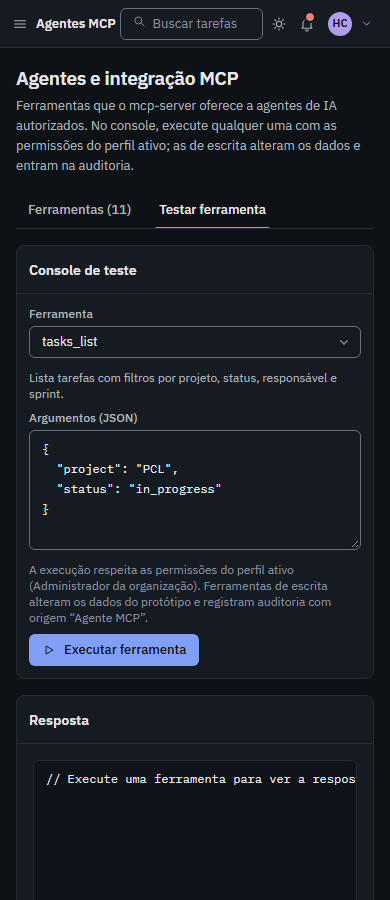 Agentes MCP
Buscar tarefas
HC
Agentes e integração MCP
Ferramentas que o mcp-server oferece a agentes de IA
autorizados. No console, execute qualquer uma com as
permissões do perfil ativo; as de escrita alteram os dados e
entram na auditoria.
Ferramentas (11)
Testar ferramenta
Console de teste
Ferramenta
tasks_list
Lista tarefas com filtros por projeto, status, responsável e
sprint.
Argumentos (JSON)
{
"project": "PCL",
"status": "in_progress"
}
A execução respeita as permissões do perfil ativo
(Administrador da organização). Ferramentas de escrita
alteram os dados do protótipo e registram auditoria com
origem “Agente MCP”.
Executar ferramenta
Resposta
// Execute uma ferramenta para ver a respos